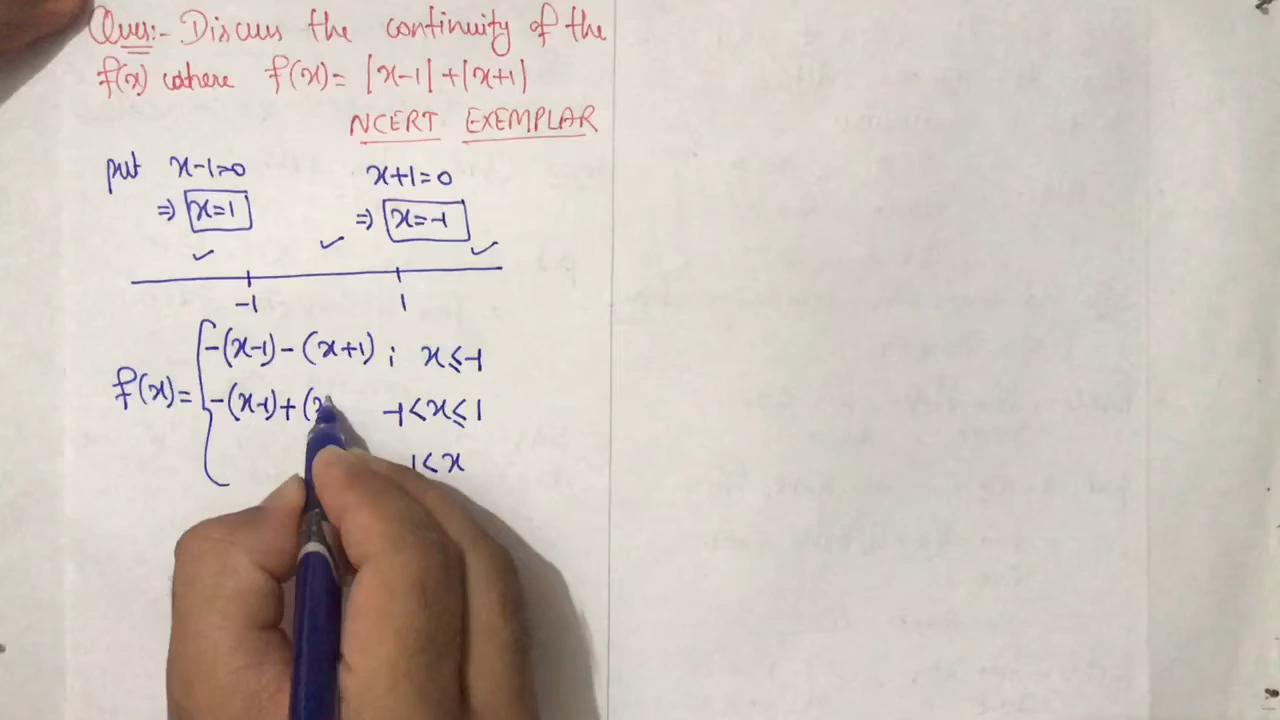 Ques:- Discuss the continuity of the
f(x) where f(x)= |x-1|+|x+1|
NCERT EXEMPLAR
put x-1=0 x+1=0
⇒ x=1 ⇒ x=-1
✓ ✓ ✓
-1 1
f(x)= { -(x-1)-(x+1) ; x≤-1
-(x-1)+(x -1<x≤1
1<x